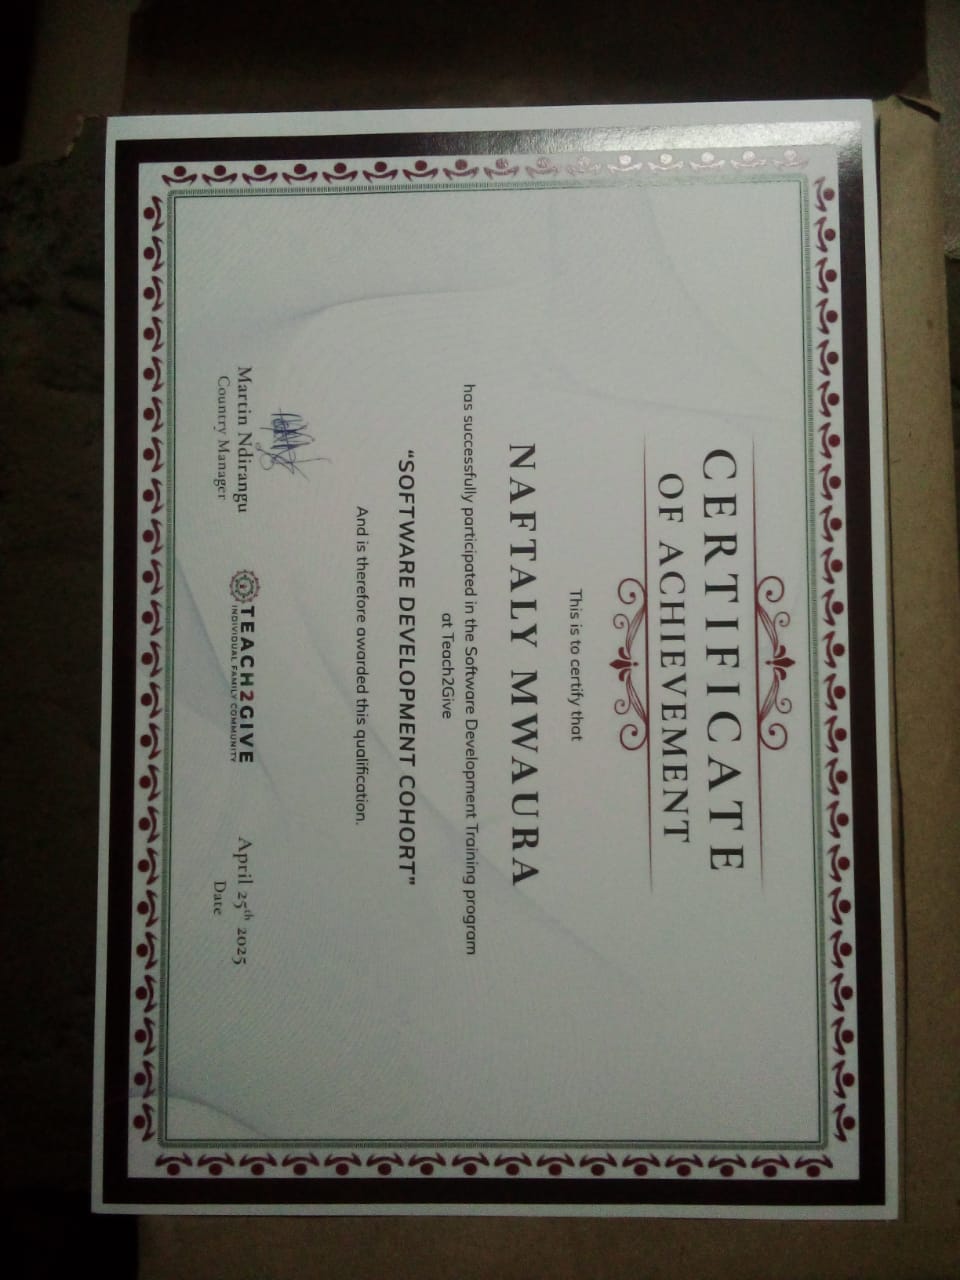 CERTIFICATE
OF ACHIEVEMENT
This is to certify that
NAFTALY MWAURA
has successfully participated in the Software Development Training program
at Teach2Give
“SOFTWARE DEVELOPMENT COHORT”
And is therefore awarded this qualification.
Martin Ndirangu
Country Manager
TEACH2GIVE
INDIVIDUAL FAMILY COMMUNITY
April 25th 2025
Date